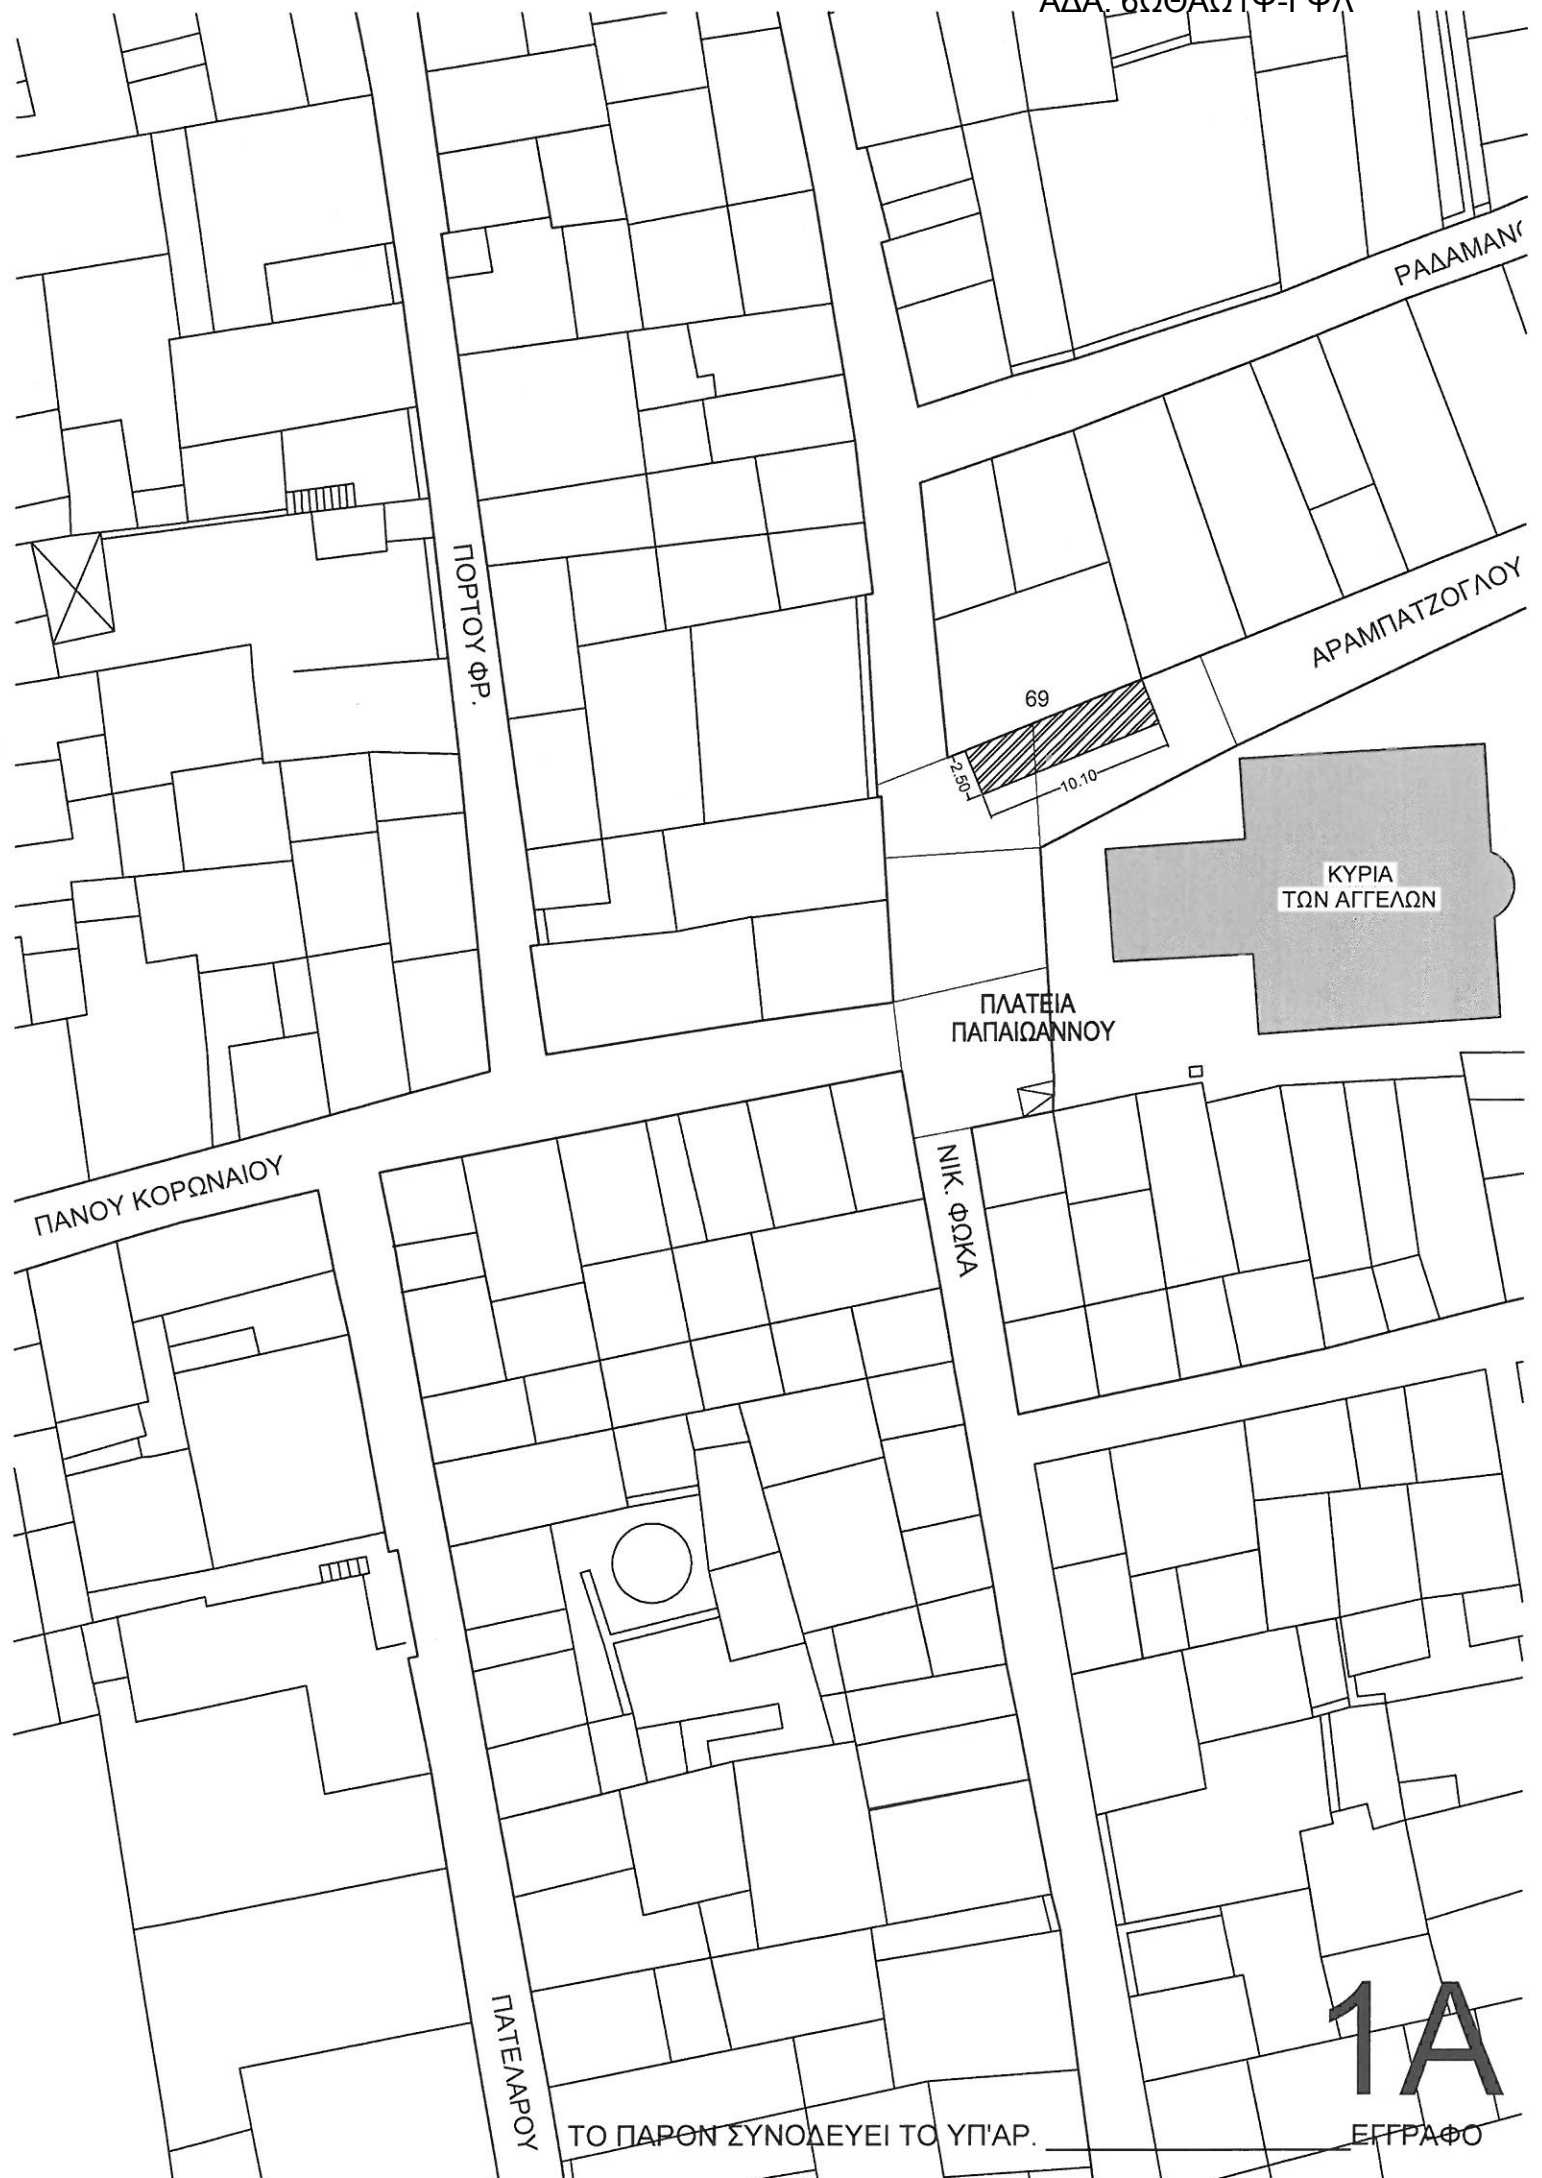 ΡΑΔΑΜΑΝ
ΠΟΡΤΟΥ ΦΡ.
ΑΡΑΜΠΑΤΖΟΓΛΟΥ
69
2.50
10.10
ΚΥΡΙΑ
ΤΩΝ ΑΓΓΕΛΩΝ
ΠΛΑΤΕΙΑ
ΠΑΠΑΙΩΑΝΝΟΥ
ΠΑΝΟΥ ΚΟΡΩΝΑΙΟΥ
ΝΙΚ. ΦΩΚΑ
ΠΑΤΕΛΑΡΟΥ
1Α
ΤΟ ΠΑΡΟΝ ΣΥΝΟΔΕΥΕΙ ΤΟ ΥΠ'ΑΡ. ΕΓΓΡΑΦΟ